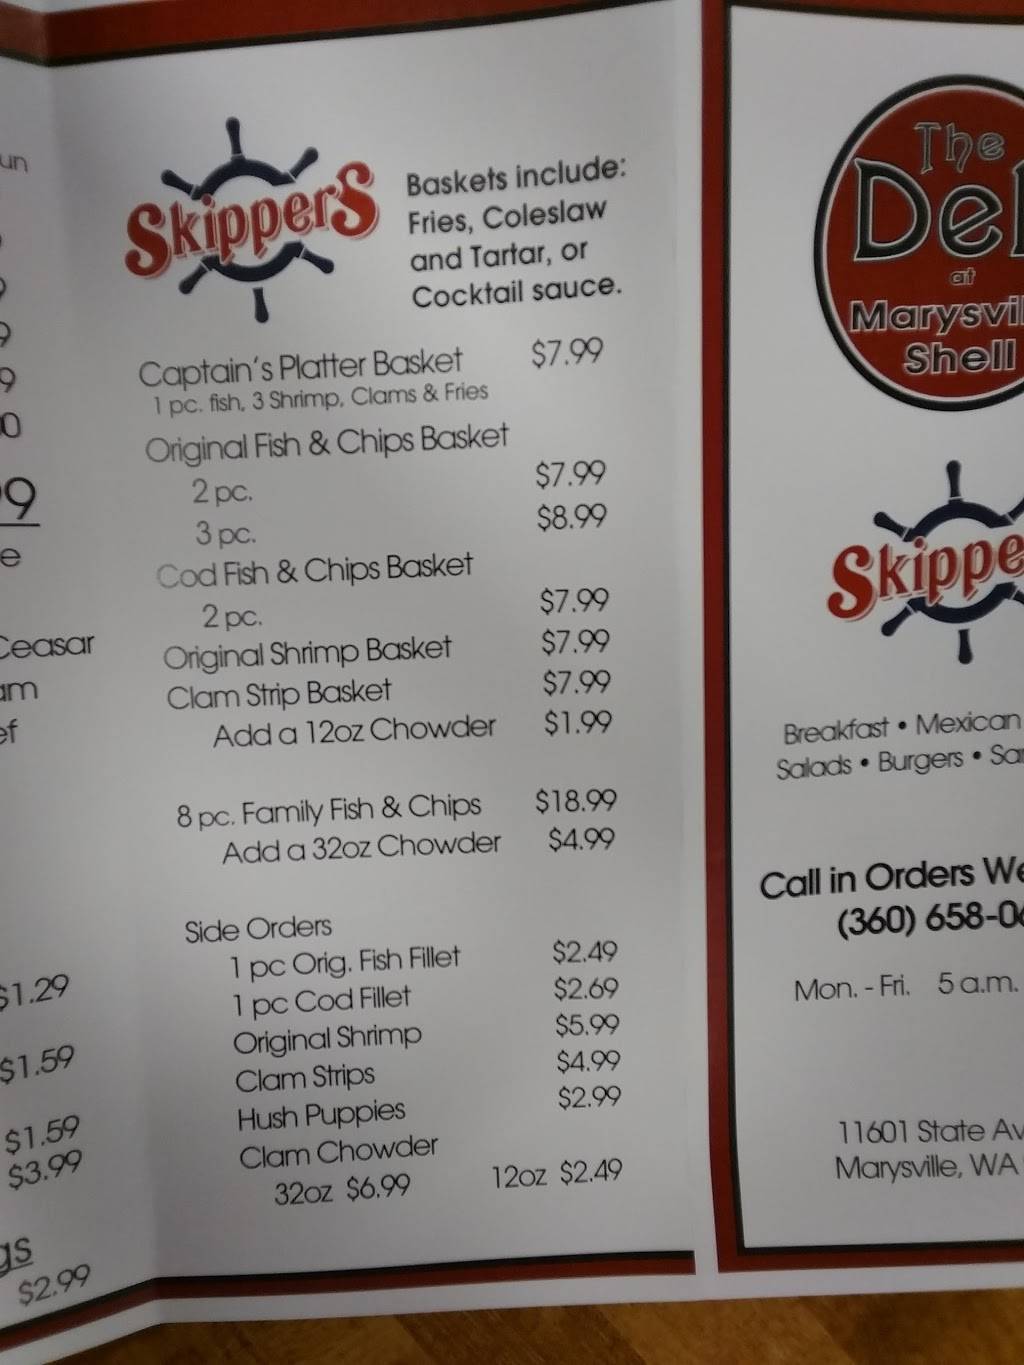 Skippers
Baskets include:
Fries, Coleslaw
and Tartar, or
Cocktail sauce.
Captain's Platter Basket $7.99
1 pc. fish, 3 Shrimp, Clams & Fries
Original Fish & Chips Basket
2 pc. $7.99
3 pc. $8.99
Cod Fish & Chips Basket
2 pc. $7.99
Original Shrimp Basket $7.99
Clam Strip Basket $7.99
Add a 12oz Chowder $1.99
8 pc. Family Fish & Chips $18.99
Add a 32oz Chowder $4.99
Side Orders
1 pc Orig. Fish Fillet $2.49
1 pc Cod Fillet $2.69
Original Shrimp $5.99
Clam Strips $4.99
Hush Puppies $2.99
Clam Chowder
32oz $6.99 12oz $2.49
Ceasar
$1.29
$1.59
$1.59
$3.99
$2.99
The
Deli
at
Marysvil
Shell
Skippe
Breakfast • Mexican
Salads • Burgers •
Call in Orders
(360) 658-0
Mon. - Fri. 5 a.m.
11601 State Av
Marysville, WA